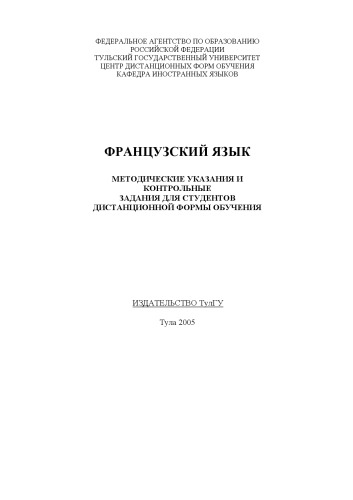 ФЕДЕРАЛЬНОЕ АГЕНТСТВО ПО ОБРАЗОВАНИЮ
РОССИЙСКОЙ ФЕДЕРАЦИИ
ТУЛЬСКИЙ ГОСУДАРСТВЕННЫЙ УНИВЕРСИТЕТ
ЦЕНТР ДИСТАНЦИОННЫХ ФОРМ ОБУЧЕНИЯ
КАФЕДРА ИНОСТРАННЫХ ЯЗЫКОВ
ФРАНЦУЗСКИЙ ЯЗЫК
МЕТОДИЧЕСКИЕ УКАЗАНИЯ И
КОНТРОЛЬНЫЕ
ЗАДАНИЯ ДЛЯ СТУДЕНТОВ
ДИСТАНЦИОННОЙ ФОРМЫ ОБУЧЕНИЯ
ИЗДАТЕЛЬСТВО ТулГУ
Тула 2005